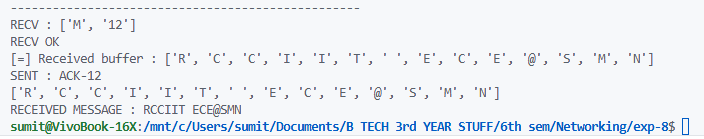 --------------------------------------------------
RECV : ['M', '12']
RECV OK
[=] Received buffer : ['R', 'C', 'C', 'I', 'I', 'T', ' ', 'E', 'C', 'E', '@', 'S', 'M', 'N']
SENT : ACK-12
['R', 'C', 'C', 'I', 'I', 'T', ' ', 'E', 'C', 'E', '@', 'S', 'M', 'N']
RECEIVED MESSAGE : RCCIIT ECE@SMN
sumit@VivoBook-16X:/mnt/c/Users/sumit/Documents/B TECH 3rd YEAR STUFF/6th sem/Networking/exp-8$